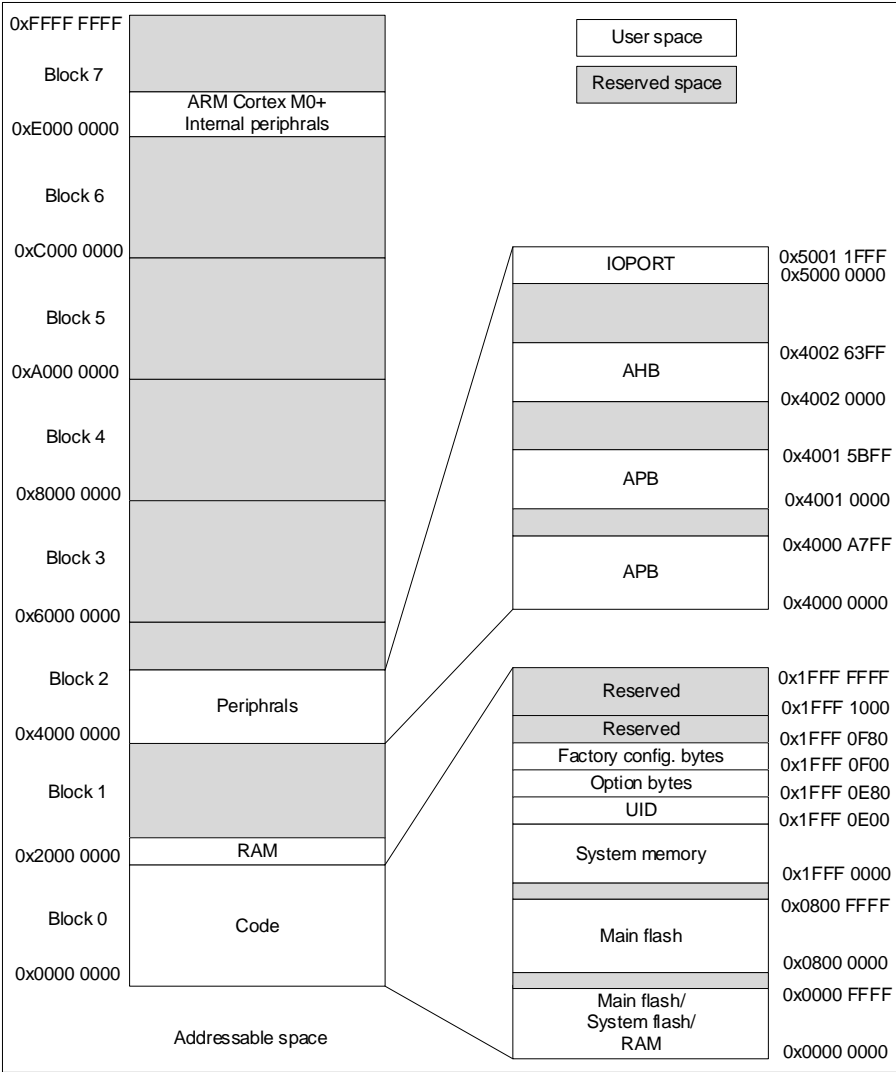 0xFFFF FFFF
Block 7
ARM Cortex M0+
Internal periphrals
0xE000 0000
Block 6
0xC000 0000
Block 5
0xA000 0000
Block 4
0x8000 0000
Block 3
0x6000 0000
Block 2
Periphrals
0x4000 0000
Block 1
RAM
0x2000 0000
Block 0
Code
0x0000 0000
Addressable space
User space
Reserved space
IOPORT
0x5001 1FFF
0x5000 0000
AHB
0x4002 63FF
0x4002 0000
APB
0x4001 5BFF
0x4001 0000
APB
0x4000 A7FF
0x4000 0000
Reserved
0x1FFF FFFF
0x1FFF 1000
Reserved
0x1FFF 0F80
Factory config. bytes
0x1FFF 0F00
Option bytes
0x1FFF 0E80
UID
0x1FFF 0E00
System memory
0x1FFF 0000
0x0800 FFFF
Main flash
0x0800 0000
0x0000 FFFF
Main flash/
System flash/
RAM
0x0000 0000